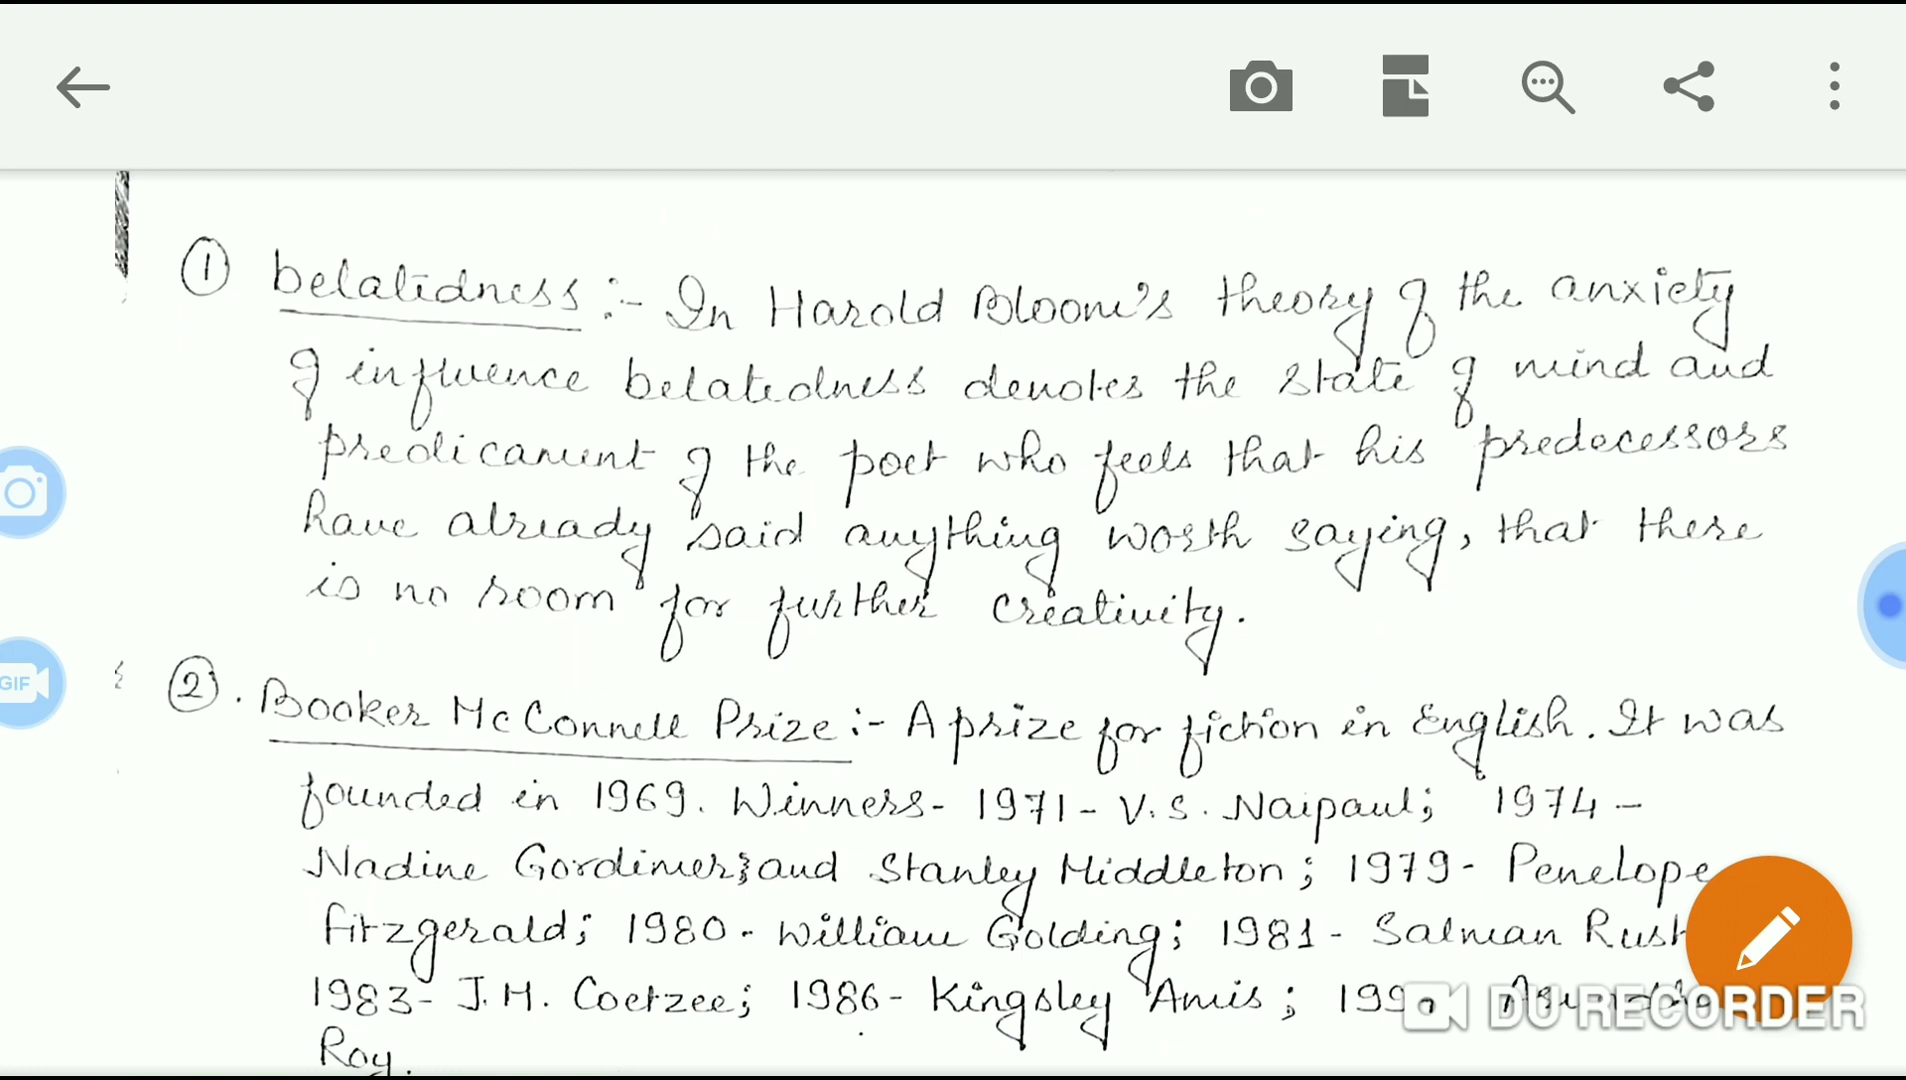 ① belatedness :- In Harold Bloom's theory of the anxiety
of influence belatedness denotes the state of mind and
predicament of the poet who feels that his predecessors
have already said anything worth saying, that there
is no room for further creativity.
②. Booker McConnell Prize :- A prize for fiction in English. It was
founded in 1969. Winners- 1971- V.S. Naipaul; 1974 -
Nadine Gordimer; and Stanley Middleton; 1979- Penelope
Fitzgerald; 1980- William Golding; 1981- Salman
1983- J.M. Coetzee; 1986- Kingsley Amis;
Roy.
GIF
DU RECORDER